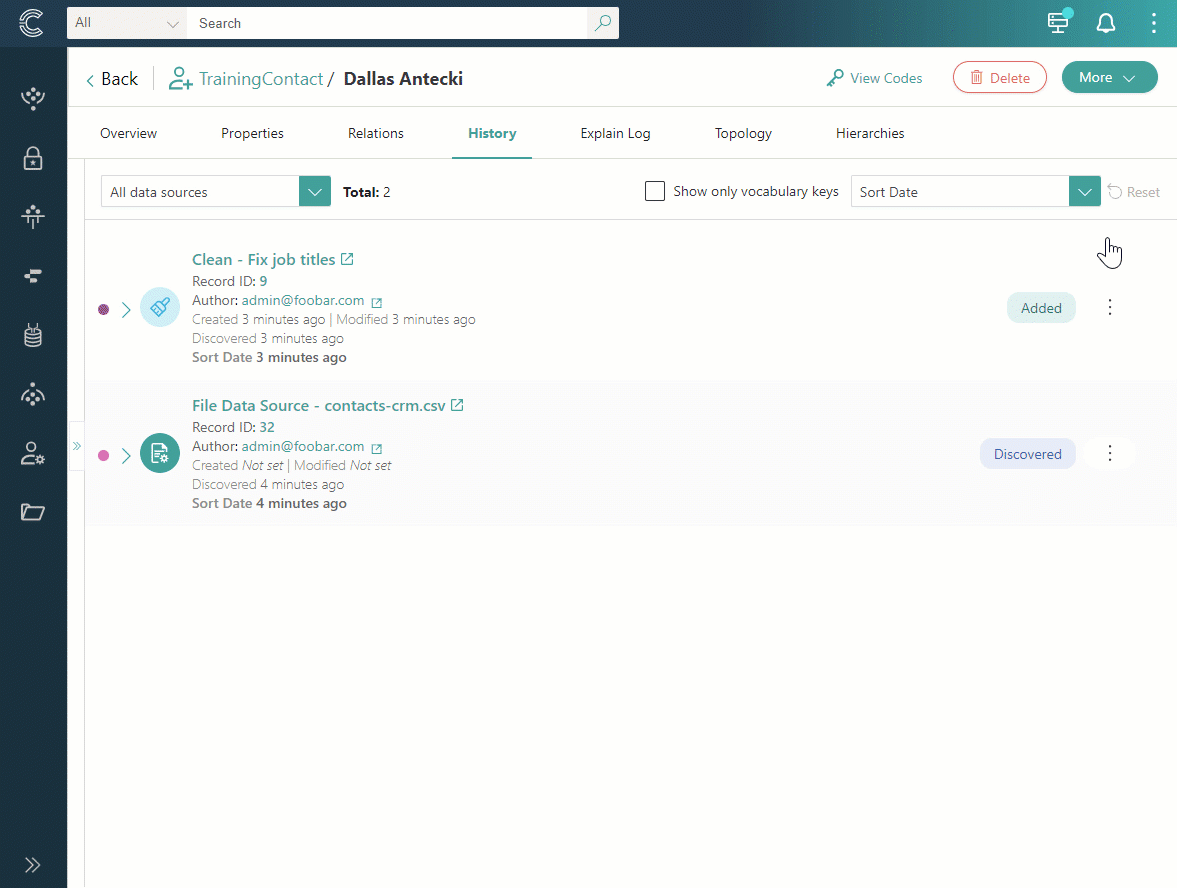 All
Search
Back
TrainingContact / Dallas Antecki
View Codes
Delete
More
Overview
Properties
Relations
History
Explain Log
Topology
Hierarchies
All data sources
Total: 2
Show only vocabulary keys
Sort Date
Reset
Clean - Fix job titles
Record ID: 9
Author: admin@foobar.com
Created 3 minutes ago | Modified 3 minutes ago
Discovered 3 minutes ago
Sort Date 3 minutes ago
Added
File Data Source - contacts-crm.csv
Record ID: 32
Author: admin@foobar.com
Created Not set | Modified Not set
Discovered 4 minutes ago
Sort Date 4 minutes ago
Discovered